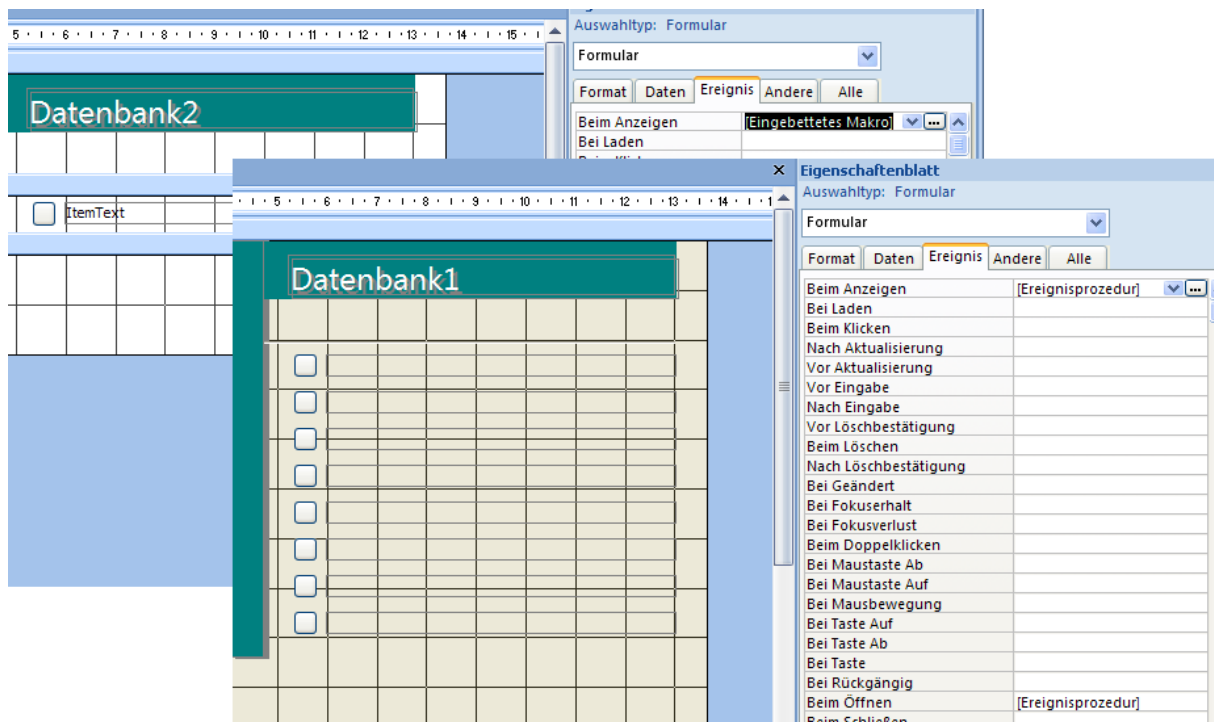 5 · 6 · 7 · 8 · 9 · 10 · 11 · 12 · 13 · 14 · 15
Auswahltyp: Formular
Formular
Format Daten Ereignis Andere Alle
Datenbank2
Beim Anzeigen [Eingebettetes Makro]
Bei Laden
ItemText
Eigenschaftenblatt
Auswahltyp: Formular
5 · 6 · 7 · 8 · 9 · 10 · 11 · 12 · 13 · 14 · 1
Formular
Format Daten Ereignis Andere Alle
Datenbank1
Beim Anzeigen [Ereignisprozedur]
Bei Laden
Beim Klicken
Nach Aktualisierung
Vor Aktualisierung
Vor Eingabe
Nach Eingabe
Vor Löschbestätigung
Beim Löschen
Nach Löschbestätigung
Bei Geändert
Bei Fokuserhalt
Bei Fokusverlust
Beim Doppelklicken
Bei Maustaste Ab
Bei Maustaste Auf
Bei Mausbewegung
Bei Taste Auf
Bei Taste Ab
Bei Taste
Bei Rückgängig
Beim Öffnen [Ereignisprozedur]
Beim Schließen